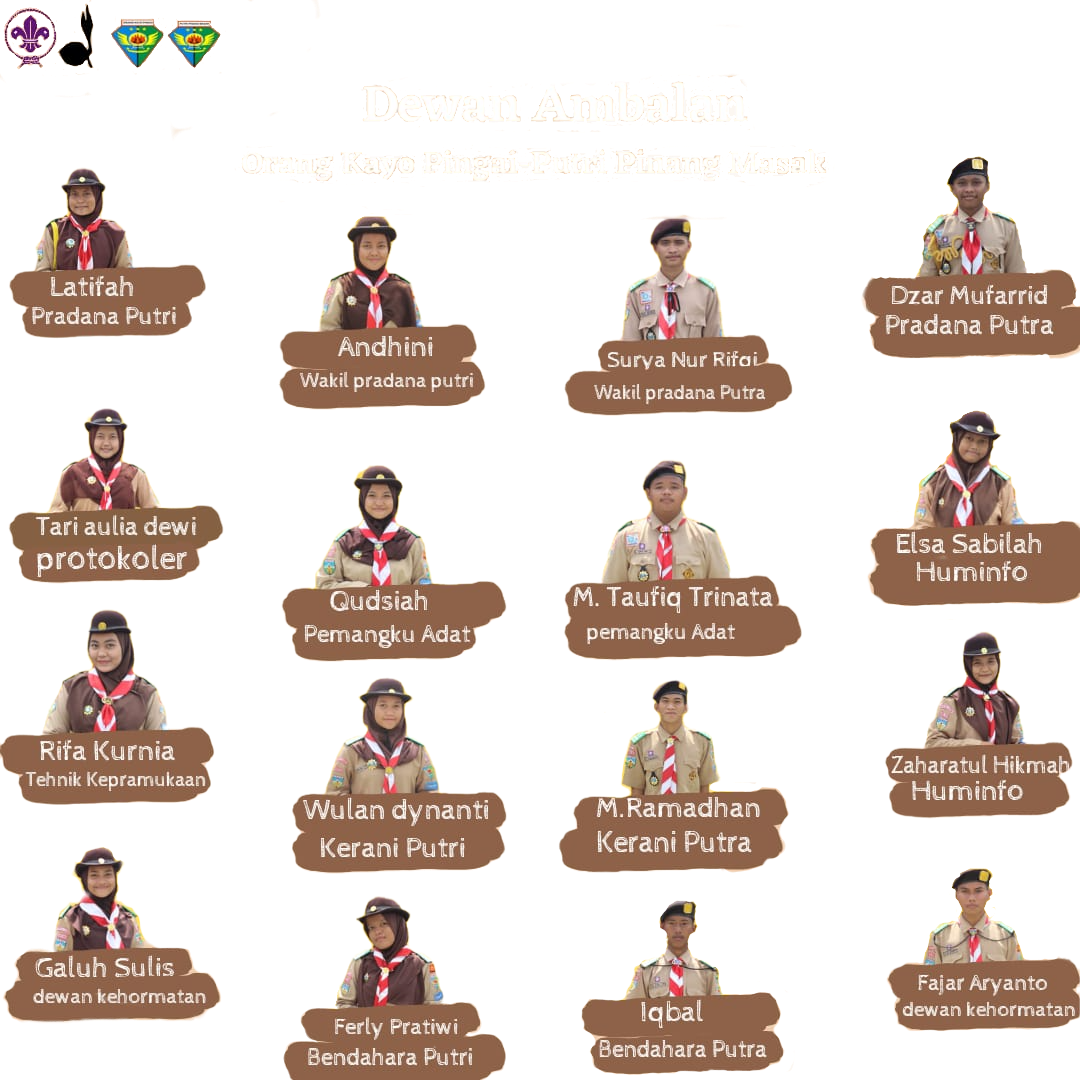 Dewan Ambalan
Orang Kayo Pingai-Putri Pinang Masak
Latifah
Pradana Putri
Andhini
Wakil pradana putri
Surya Nur Rifqi
Wakil pradana Putra
Dzar Mufarrid
Pradana Putra
Tari aulia dewi
protokoler
Qudsiah
Pemangku Adat
M. Taufiq Trinata
pemangku Adat
Elsa Sabilah
Huminfo
Rifa Kurnia
Tehnik Kepramukaan
Wulan dynanti
Kerani Putri
M.Ramadhan
Kerani Putra
Zaharatul Hikmah
Huminfo
Galuh Sulis
dewan kehormatan
Ferly Pratiwi
Bendahara Putri
Iqbal
Bendahara Putra
Fajar Aryanto
dewan kehormatan